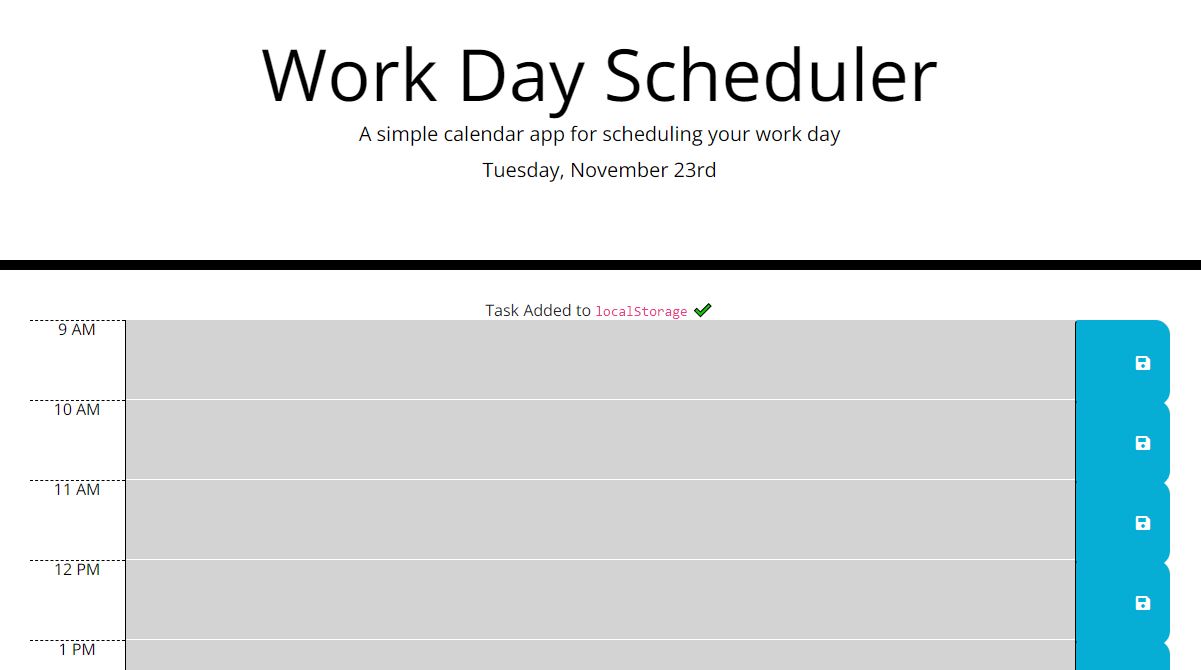 Work Day Scheduler
A simple calendar app for scheduling your work day
Tuesday, November 23rd
Task Added to localStorage
9 AM
10 AM
11 AM
12 PM
1 PM